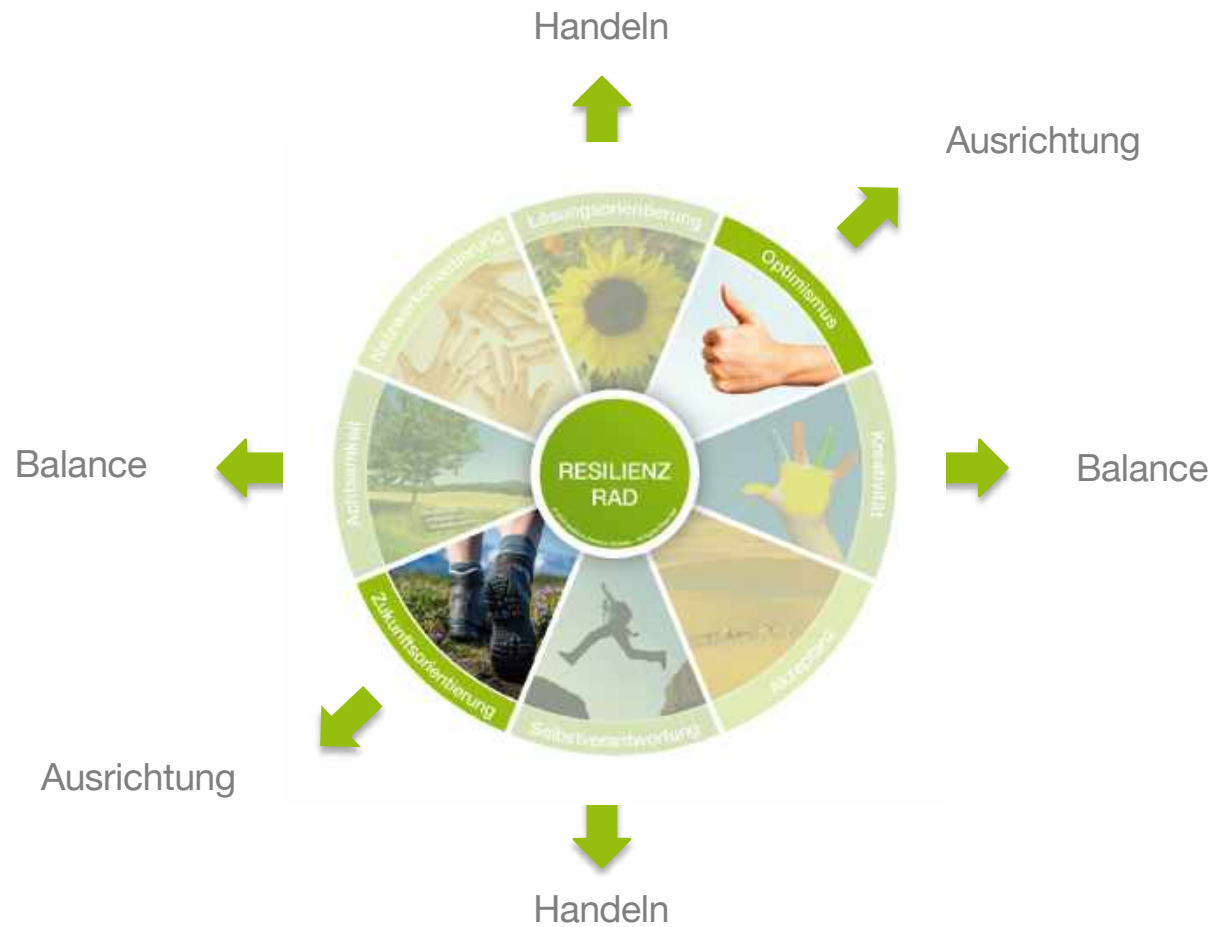 Handeln
Ausrichtung
Lösungsorientierung
Netzwerkorientierung
Optimismus
Achtsamkeit
Kreativität
Balance
RESILIENZ
RAD
Balance
Zukunftsorientierung
Akzeptanz
Selbstverantwortung
Ausrichtung
Handeln